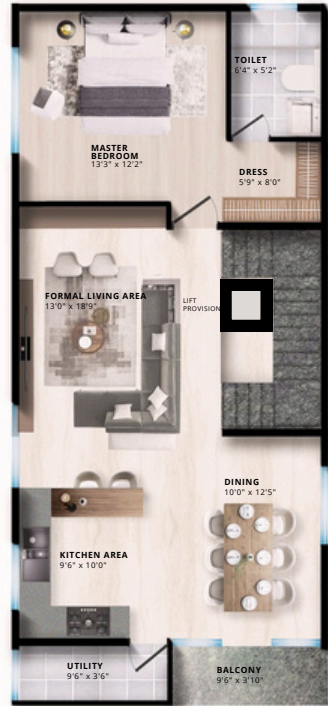 TOILET
6'4" x 5'2"
MASTER
BEDROOM
13'3" x 12'2"
DRESS
5'9" x 8'0"
FORMAL LIVING AREA
13'0" x 18'9"
LIFT
PROVISION
DINING
10'0" x 12'5"
KITCHEN AREA
9'6" x 10'0"
UTILITY
9'6" x 3'6"
BALCONY
9'6" x 3'10"